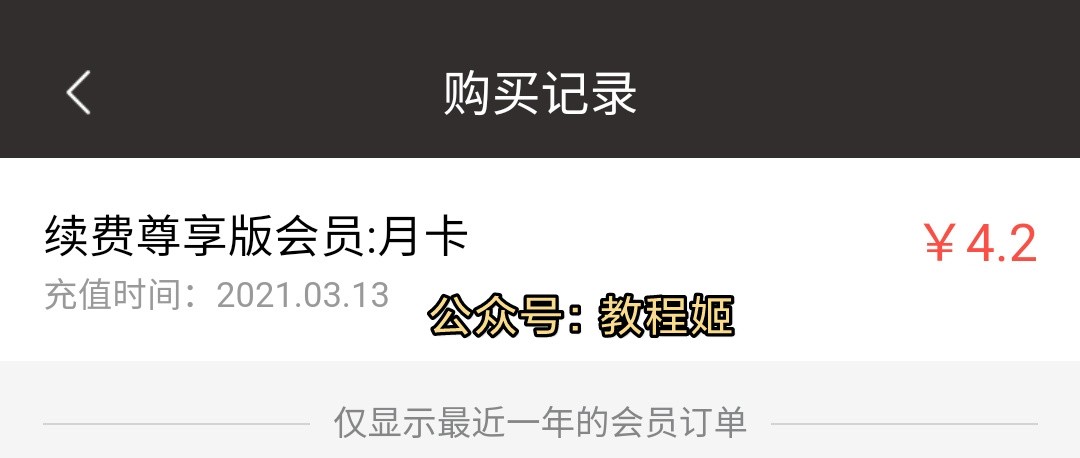 购买记录
续费尊享版会员:月卡
￥4.2
充值时间：2021.03.13
公众号：教程姬
仅显示最近一年的会员订单